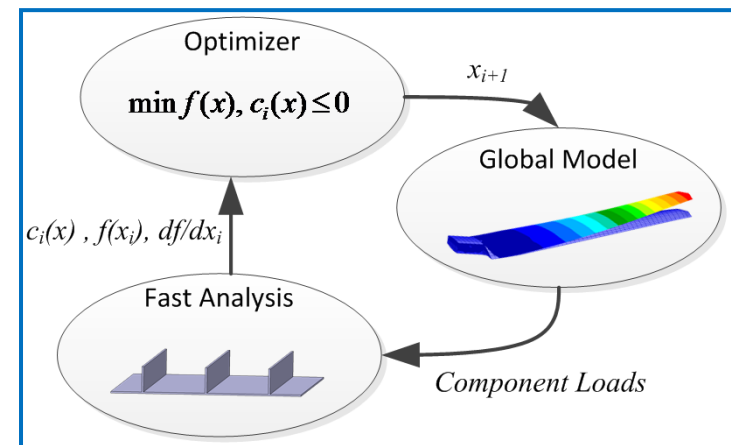 Optimizer
min f(x), cᵢ(x) ≤ 0
xᵢ₊₁
Global Model
cᵢ(x) , f(xᵢ), df/dxᵢ
Fast Analysis
Component Loads